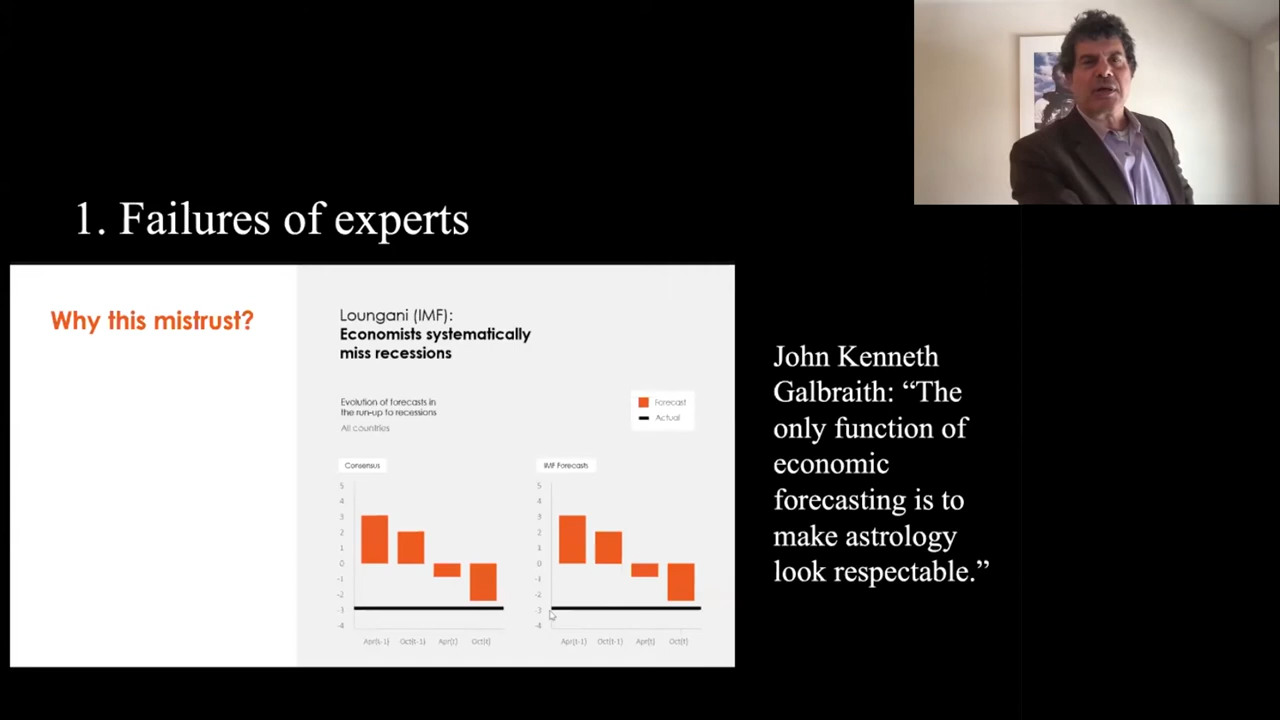 1. Failures of experts
Why this mistrust?
Loungani (IMF):
Economists systematically
miss recessions
Evolution of forecasts in
the run-up to recessions
All countries
Forecast
Actual
Consensus
5
4
3
2
1
0
-1
-2
-3
-4
Apr(t-1) Oct(t-1) Apr(t) Oct(t)
IMF Forecasts
5
4
3
2
1
0
-1
-2
-3
-4
Apr(t-1) Oct(t-1) Apr(t) Oct(t)
John Kenneth
Galbraith: “The
only function of
economic
forecasting is to
make astrology
look respectable.”